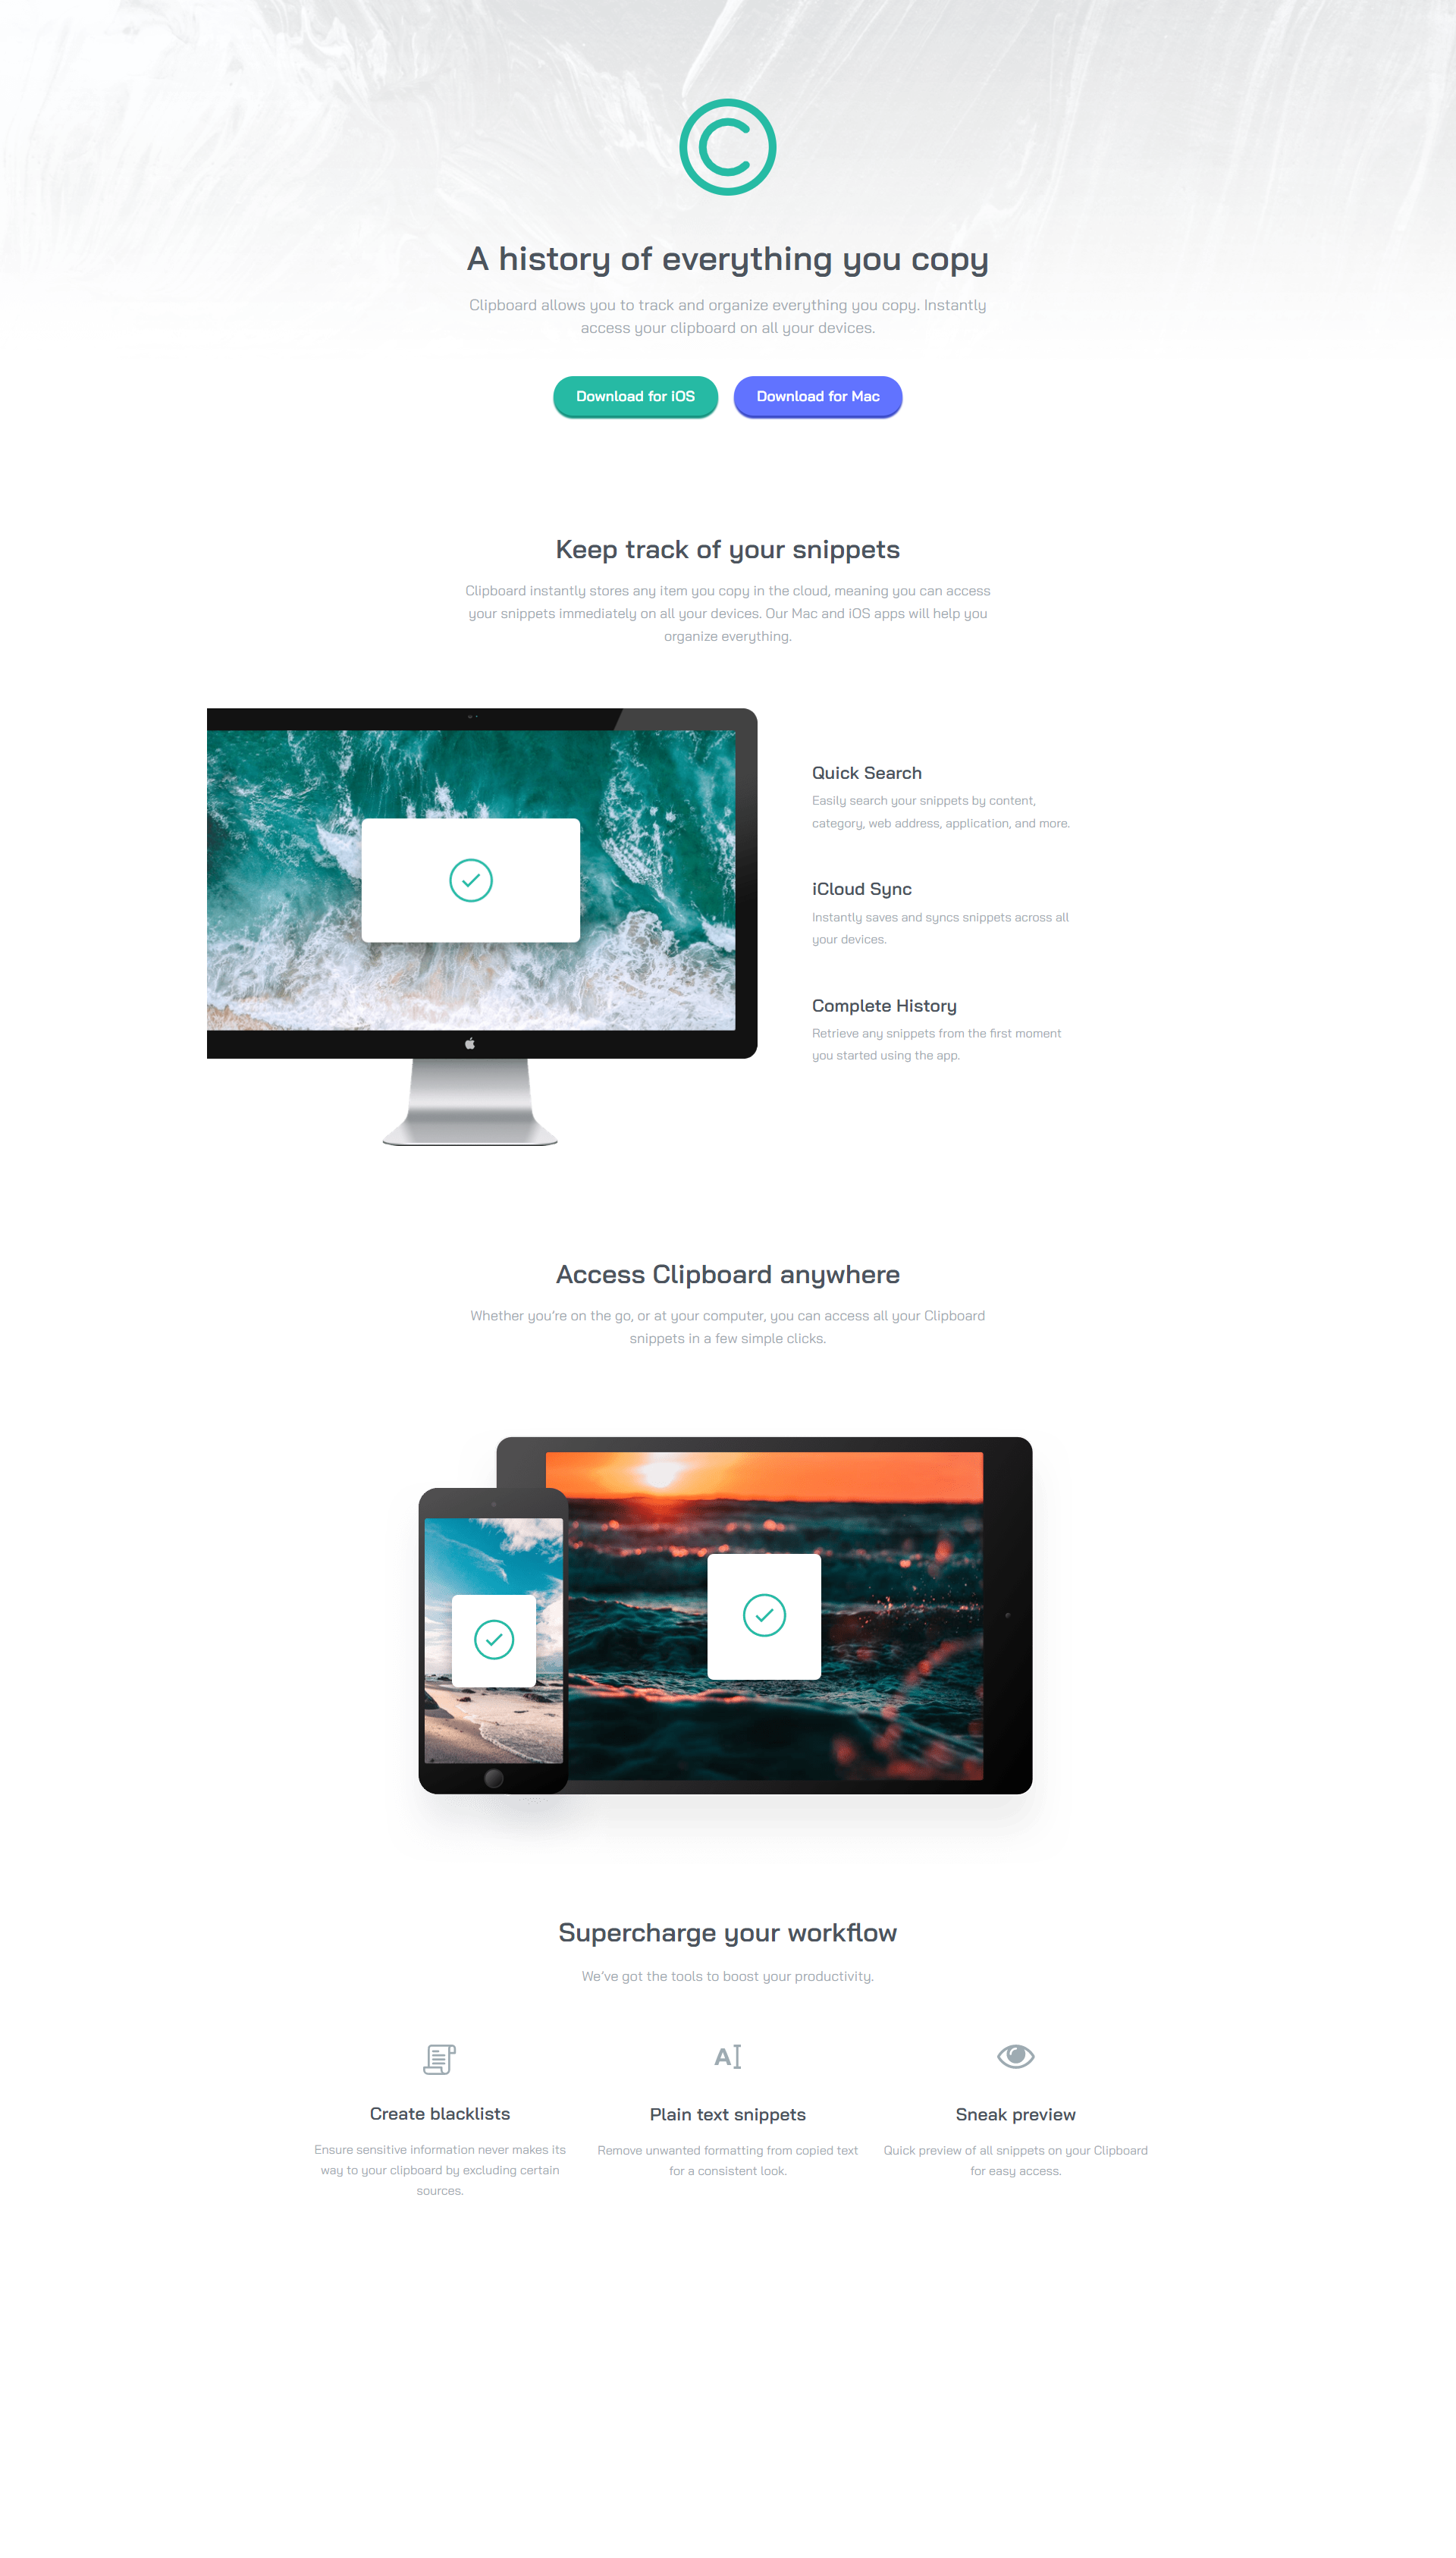 A history of everything you copy
Clipboard allows you to track and organize everything you copy. Instantly
access your clipboard on all your devices.
Download for iOS
Download for Mac
Keep track of your snippets
Clipboard instantly stores any item you copy in the cloud, meaning you can access
your snippets immediately on all your devices. Our Mac and iOS apps will help you
organize everything.
Quick Search
Easily search your snippets by content,
category, web address, application, and more.
iCloud Sync
Instantly saves and syncs snippets across all
your devices.
Complete History
Retrieve any snippets from the first moment
you started using the app.
Access Clipboard anywhere
Whether you’re on the go, or at your computer, you can access all your Clipboard
snippets in a few simple clicks.
Supercharge your workflow
We’ve got the tools to boost your productivity.
Create blacklists
Ensure sensitive information never makes its
way to your clipboard by excluding certain
sources.
Plain text snippets
Remove unwanted formatting from copied text
for a consistent look.
Sneak preview
Quick preview of all snippets on your Clipboard
for easy access.